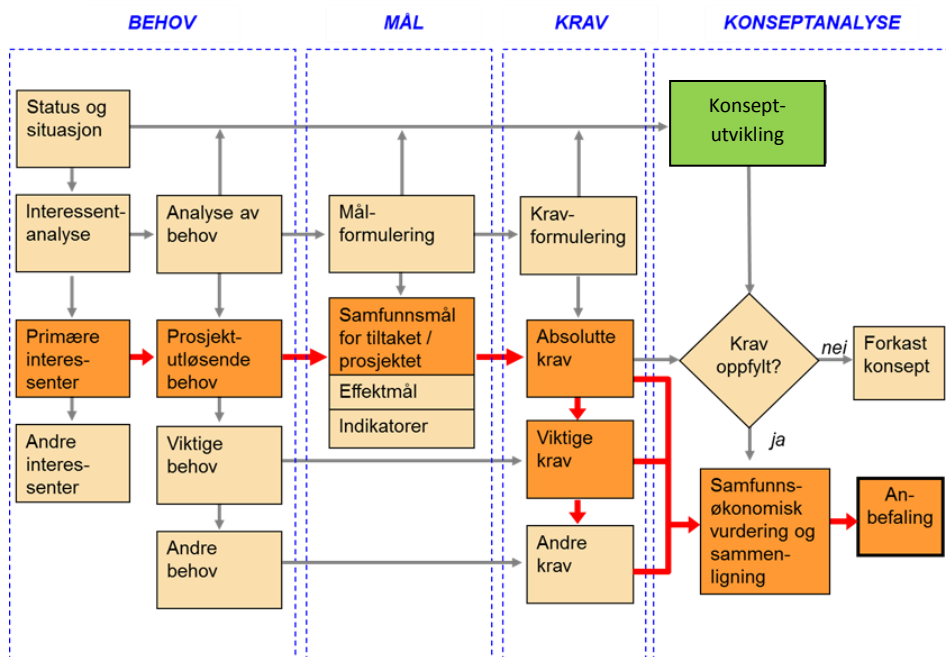 BEHOV
MÅL
KRAV
KONSEPTANALYSE
Status og
situasjon
Konsept-
utvikling
Interessent-
analyse
Analyse av
behov
Mål-
formulering
Krav-
formulering
Primære
interes-
senter
Prosjekt-
utløsende
behov
Samfunnsmål
for tiltaket /
prosjektet
Effektmål
Indikatorer
Absolutte
krav
Krav
oppfylt?
nei
Forkast
konsept
ja
Andre
interes-
senter
Viktige
behov
Viktige
krav
Andre
behov
Andre
krav
Samfunns-
økonomisk
vurdering og
sammen-
ligning
An-
befaling